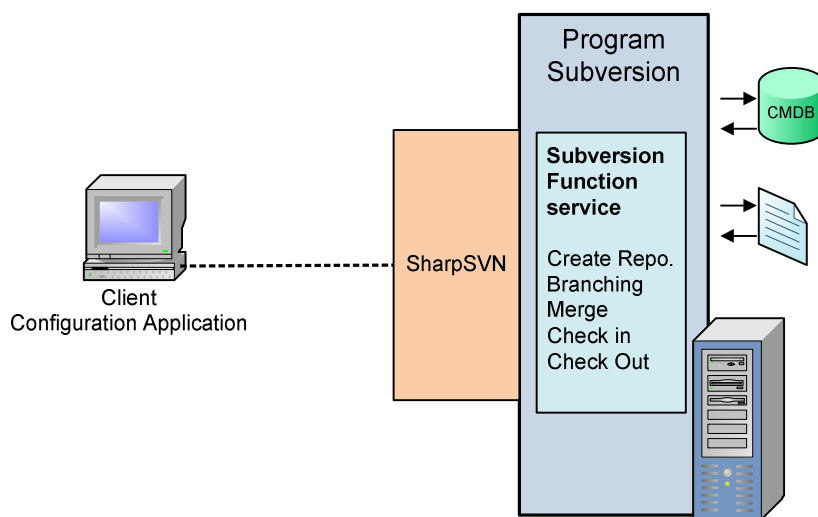 Program
Subversion
CMDB
Subversion
Function
service
Create Repo.
Branching
Merge
Check in
Check Out
SharpSVN
Client
Configuration Application